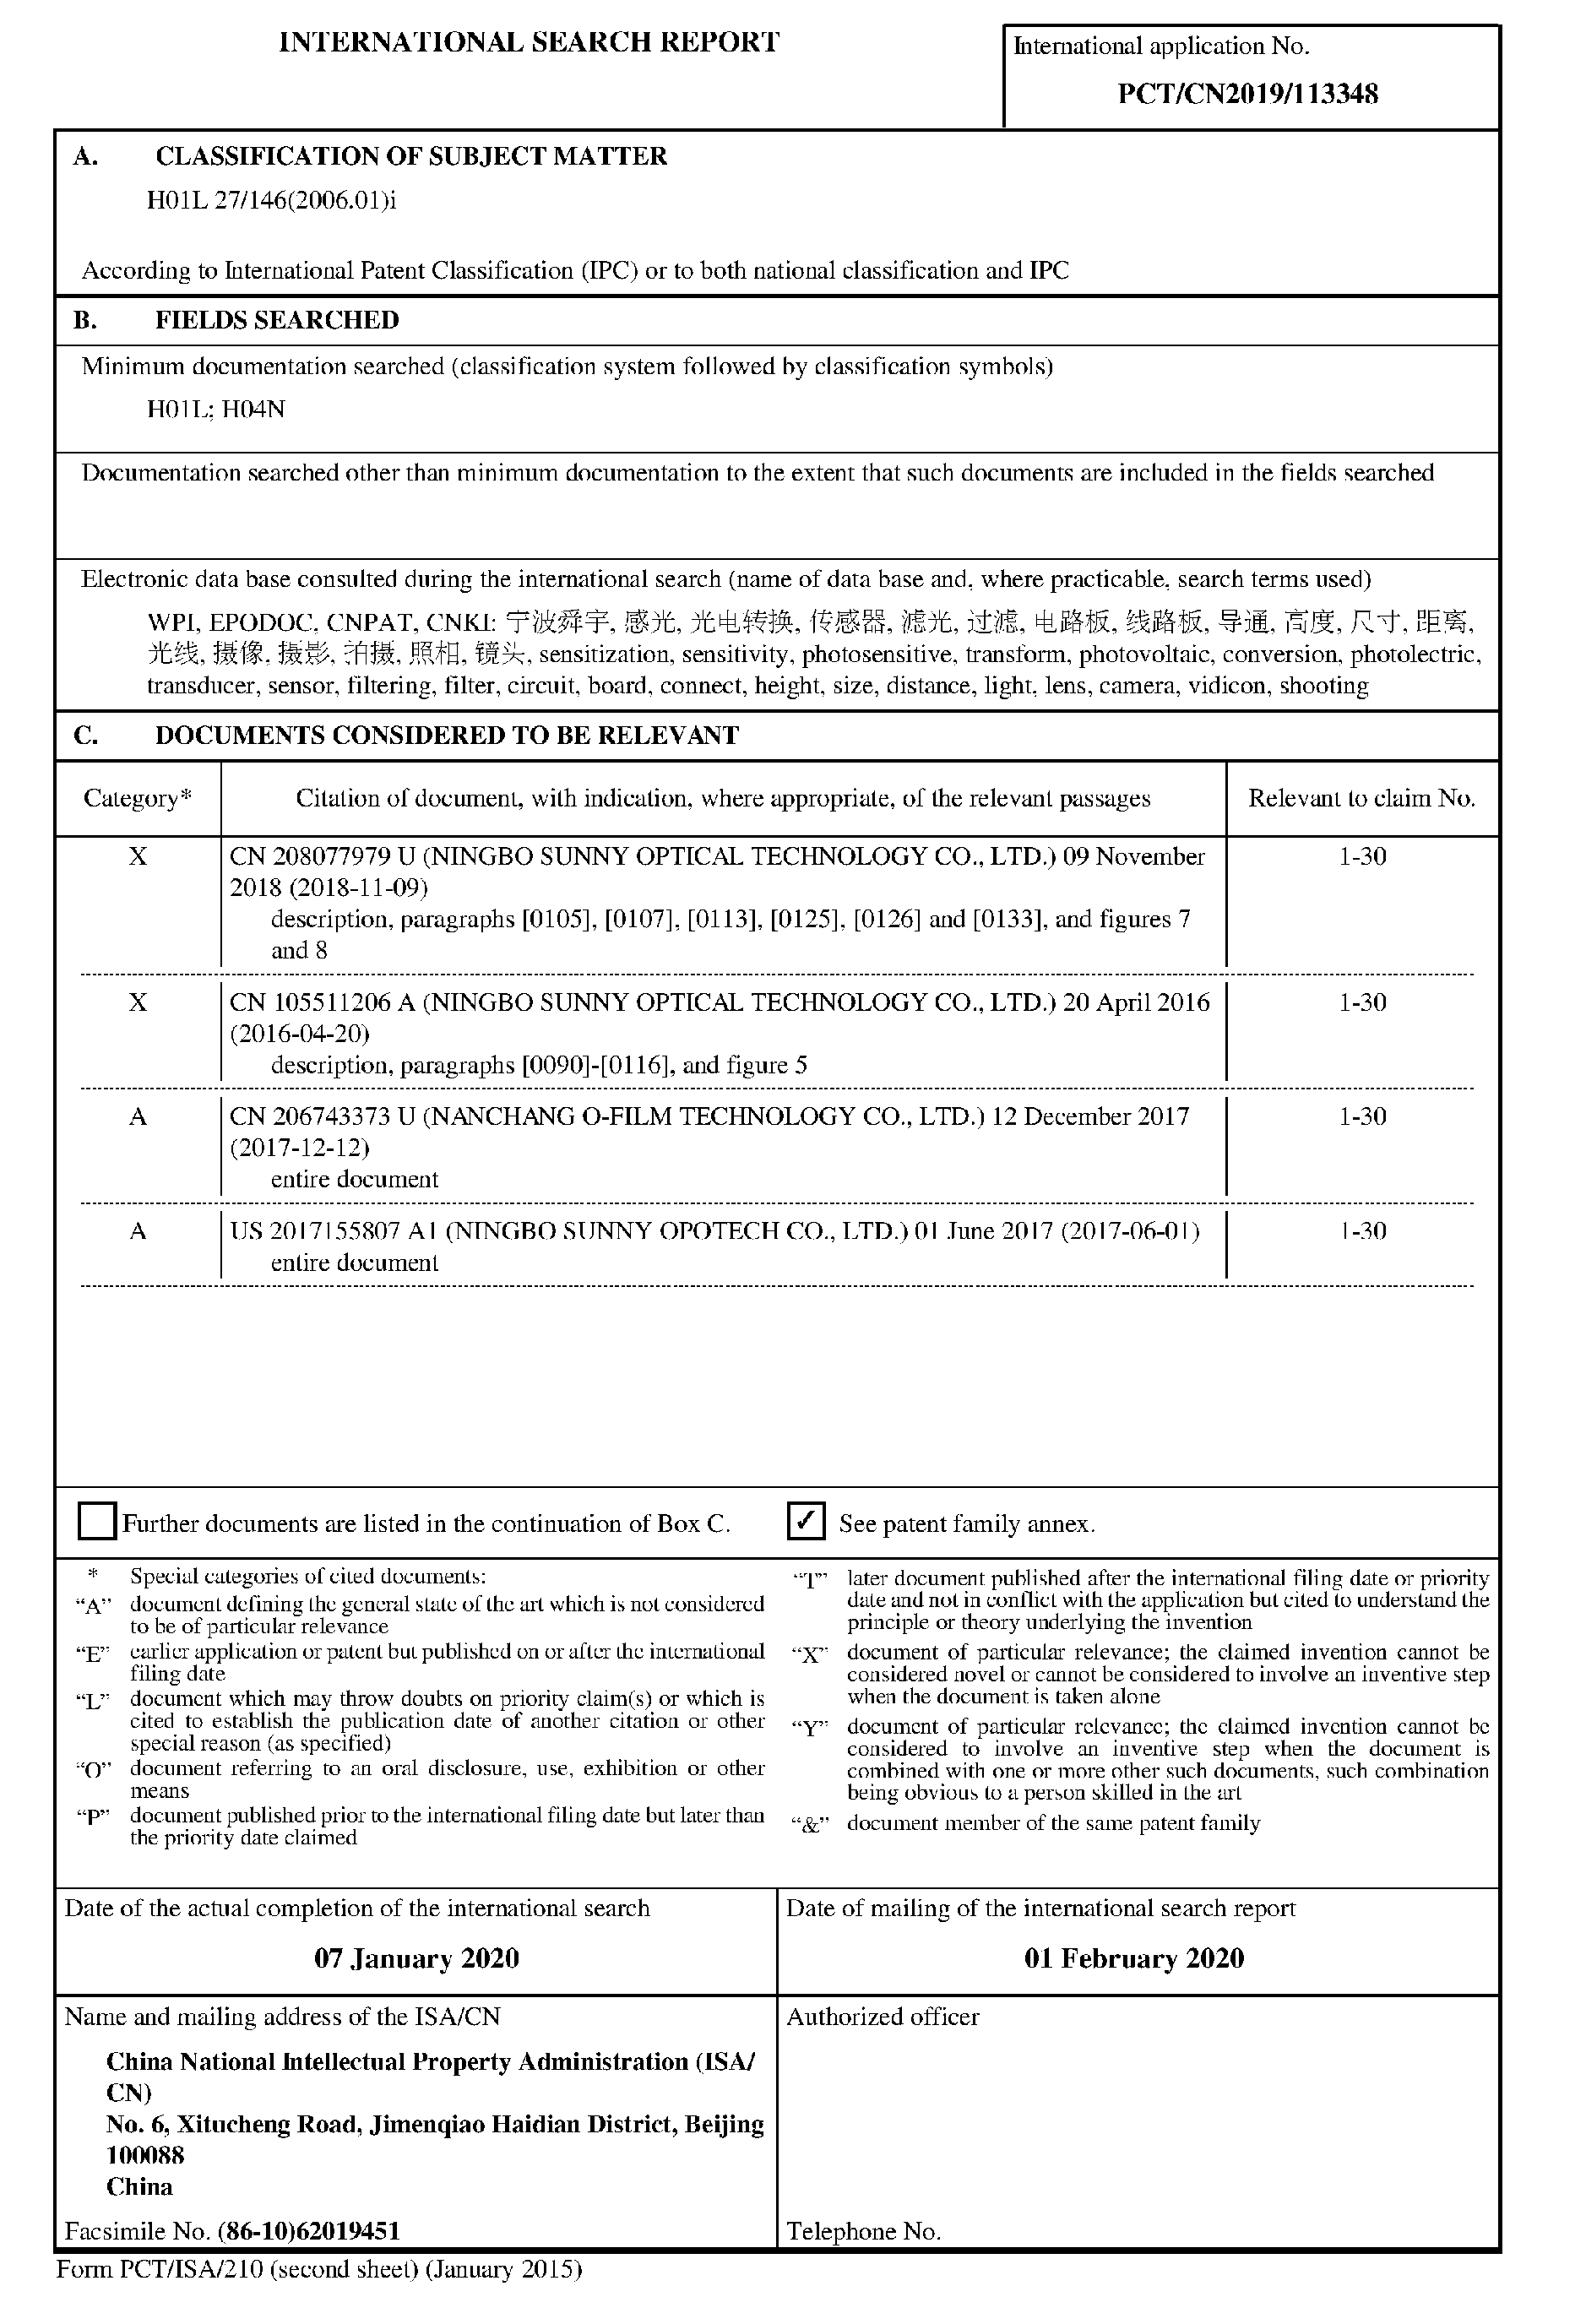 INTERNATIONAL SEARCH REPORT
International application No.
PCT/CN2019/113348
A. CLASSIFICATION OF SUBJECT MATTER
H01L 27/146(2006.01)i
According to International Patent Classification (IPC) or to both national classification and IPC
B. FIELDS SEARCHED
Minimum documentation searched (classification system followed by classification symbols)
H01L; H04N
Documentation searched other than minimum documentation to the extent that such documents are included in the fields searched
Electronic data base consulted during the international search (name of data base and, where practicable, search terms used)
WPI, EPODOC, CNPAT, CNKI: 宁波舜宇, 感光, 光电转换, 传感器, 滤光, 过滤, 电路板, 线路板, 导通, 高度, 尺寸, 距离,
光线, 摄像, 摄影, 拍摄, 照相, 镜头, sensitization, sensitivity, photosensitive, transform, photovoltaic, conversion, photolectric,
transducer, sensor, filtering, filter, circuit, board, connect, height, size, distance, light, lens, camera, vidicon, shooting
C. DOCUMENTS CONSIDERED TO BE RELEVANT
Category* Citation of document, with indication, where appropriate, of the relevant passages Relevant to claim No.
X CN 208077979 U (NINGBO SUNNY OPTICAL TECHNOLOGY CO., LTD.) 09 November 1-30
2018 (2018-11-09)
description, paragraphs [0105], [0107], [0113], [0125], [0126] and [0133], and figures 7
and 8
X CN 105511206 A (NINGBO SUNNY OPTICAL TECHNOLOGY CO., LTD.) 20 April 2016 1-30
(2016-04-20)
description, paragraphs [0090]-[0116], and figure 5
A CN 206743373 U (NANCHANG O-FILM TECHNOLOGY CO., LTD.) 12 December 2017 1-30
(2017-12-12)
entire document
A US 2017155807 A1 (NINGBO SUNNY OPOTECH CO., LTD.) 01 June 2017 (2017-06-01) 1-30
entire document
Further documents are listed in the continuation of Box C.
✓ See patent family annex.
* Special categories of cited documents:
“A” document defining the general state of the art which is not considered
to be of particular relevance
“E” earlier application or patent but published on or after the international
filing date
“L” document which may throw doubts on priority claim(s) or which is
cited to establish the publication date of another citation or other
special reason (as specified)
“O” document referring to an oral disclosure, use, exhibition or other
means
“P” document published prior to the international filing date but later than
the priority date claimed
“T” later document published after the international filing date or priority
date and not in conflict with the application but cited to understand the
principle or theory underlying the invention
“X” document of particular relevance; the claimed invention cannot be
considered novel or cannot be considered to involve an inventive step
when the document is taken alone
“Y” document of particular relevance; the claimed invention cannot be
considered to involve an inventive step when the document is
combined with one or more other such documents, such combination
being obvious to a person skilled in the art
“&” document member of the same patent family
Date of the actual completion of the international search
07 January 2020
Date of mailing of the international search report
01 February 2020
Name and mailing address of the ISA/CN
China National Intellectual Property Administration (ISA/
CN)
No. 6, Xitucheng Road, Jimenqiao Haidian District, Beijing
100088
China
Facsimile No. (86-10)62019451
Authorized officer
Telephone No.
Form PCT/ISA/210 (second sheet) (January 2015)